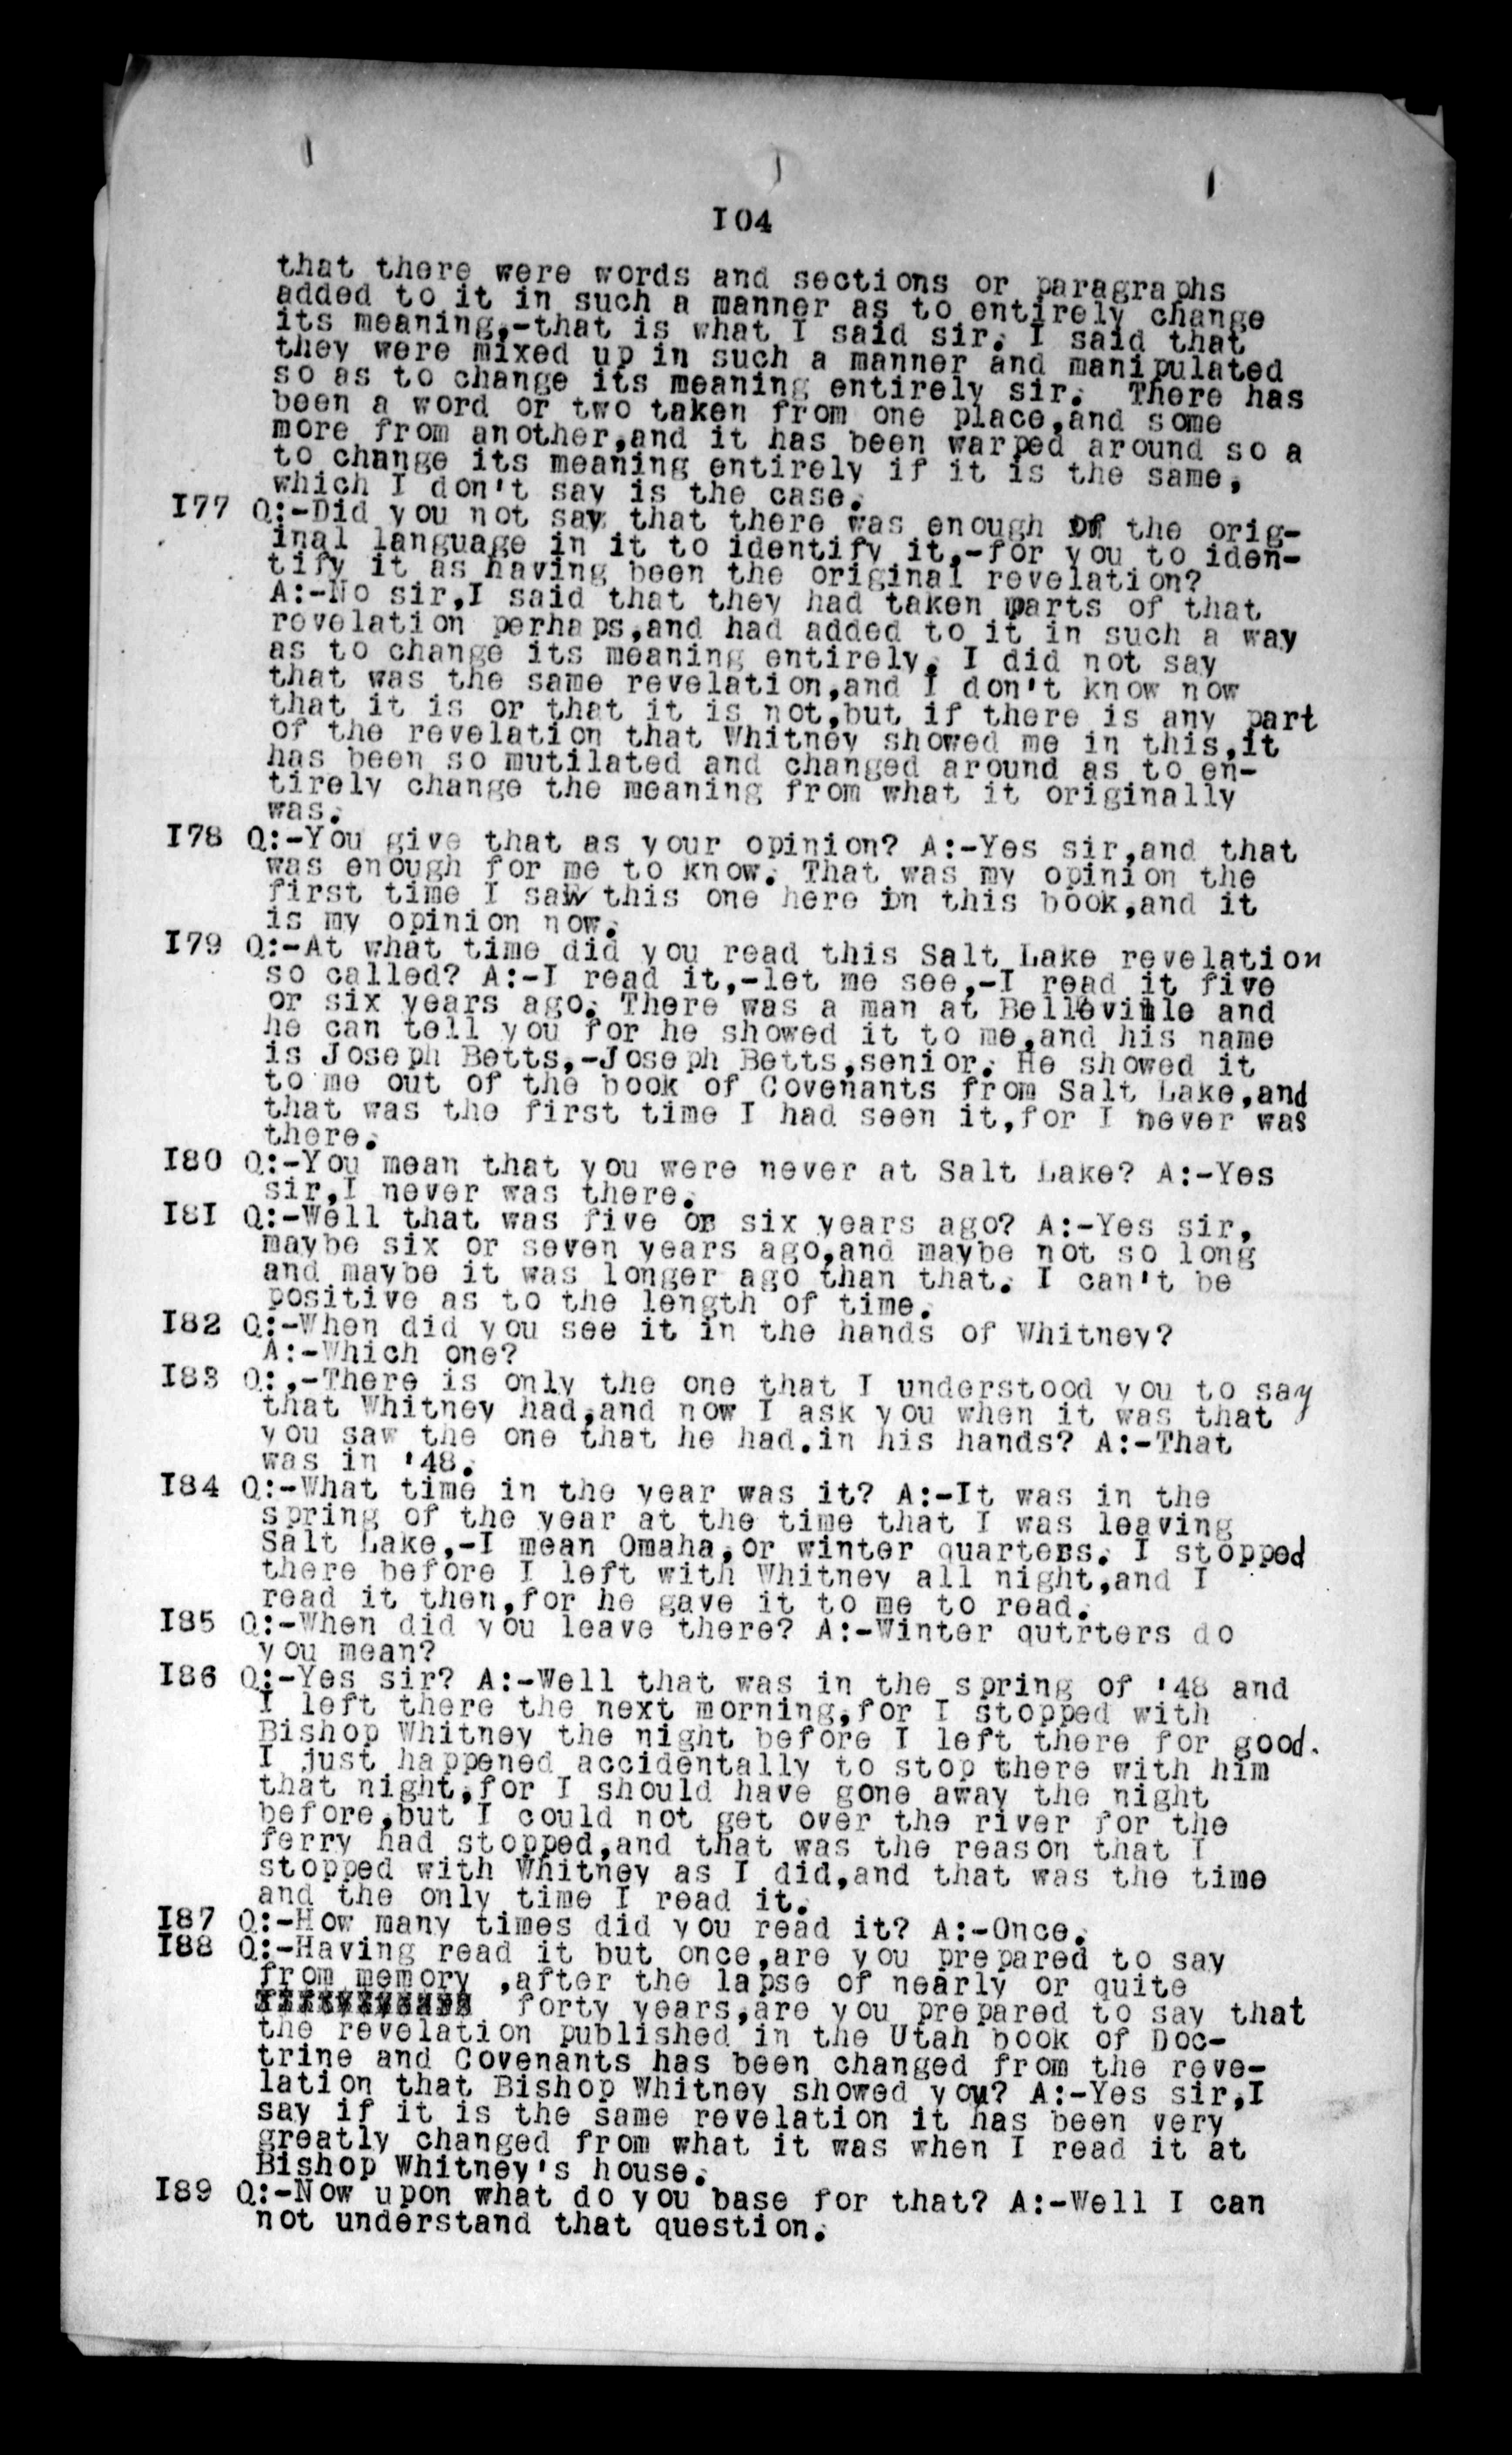 I04
that there were words and sections or paragraphs
added to it in such a manner as to entirely change
its meaning,-that is what I said sir. I said that
they were mixed up in such a manner and manipulated
so as to change its meaning entirely sir. There has
been a word or two taken from one place,and some
more from another,and it has been warped around so a
to change its meaning entirely if it is the same,
which I don't say is the case.
I77 Q:-Did you not say that there was enough of the orig-
inal language in it to identify it,-for you to iden-
tify it as having been the original revelation?
A:-No sir,I said that they had taken parts of that
revelation perhaps,and had added to it in such a way
as to change its meaning entirely. I did not say
that was the same revelation,and I don't know now
that it is or that it is not,but if there is any part
of the revelation that Whitney showed me in this,it
has been so mutilated and changed around as to en-
tirely change the meaning from what it originally
was.
I78 Q:-You give that as your opinion? A:-Yes sir,and that
was enough for me to know. That was my opinion the
first time I saw this one here in this book,and it
is my opinion now.
I79 Q:-At what time did you read this Salt Lake revelation
so called? A:-I read it,-let me see,-I read it five
or six years ago. There was a man at Belleville and
he can tell you for he showed it to me,and his name
is Joseph Betts,-Joseph Betts,senior. He showed it
to me out of the book of Covenants from Salt Lake,and
that was the first time I had seen it,for I never was
there.
I80 Q:-You mean that you were never at Salt Lake? A:-Yes
sir,I never was there.
I8I Q:-Well that was five or six years ago? A:-Yes sir,
maybe six or seven years ago,and maybe not so long
and maybe it was longer ago than that. I can't be
positive as to the length of time.
I82 Q:-When did you see it in the hands of Whitney?
A:-Which one?
I83 Q:,-There is only the one that I understood you to say
that Whitney had,and now I ask you when it was that
you saw the one that he had.in his hands? A:-That
was in '48.
I84 Q:-What time in the year was it? A:-It was in the
spring of the year at the time that I was leaving
Salt Lake,-I mean Omaha,or winter quarters. I stopped
there before I left with Whitney all night,and I
read it then,for he gave it to me to read.
I85 Q:-When did you leave there? A:-Winter qutrters do
you mean?
I86 Q:-Yes sir? A:-Well that was in the spring of '48 and
I left there the next morning,for I stopped with
Bishop Whitney the night before I left there for good.
I just happened accidentally to stop there with him
that night,for I should have gone away the night
before,but I could not get over the river for the
ferry had stopped,and that was the reason that I
stopped with Whitney as I did,and that was the time
and the only time I read it.
I87 Q:-How many times did you read it? A:-Once.
I88 Q:-Having read it but once,are you prepared to say
from memory ,after the lapse of nearly or quite
forty years,are you prepared to say that
the revelation published in the Utah book of Doc-
trine and Covenants has been changed from the reve-
lation that Bishop Whitney showed you? A:-Yes sir,I
say if it is the same revelation it has been very
greatly changed from what it was when I read it at
Bishop Whitney's house.
I89 Q:-Now upon what do you base for that? A:-Well I can
not understand that question.